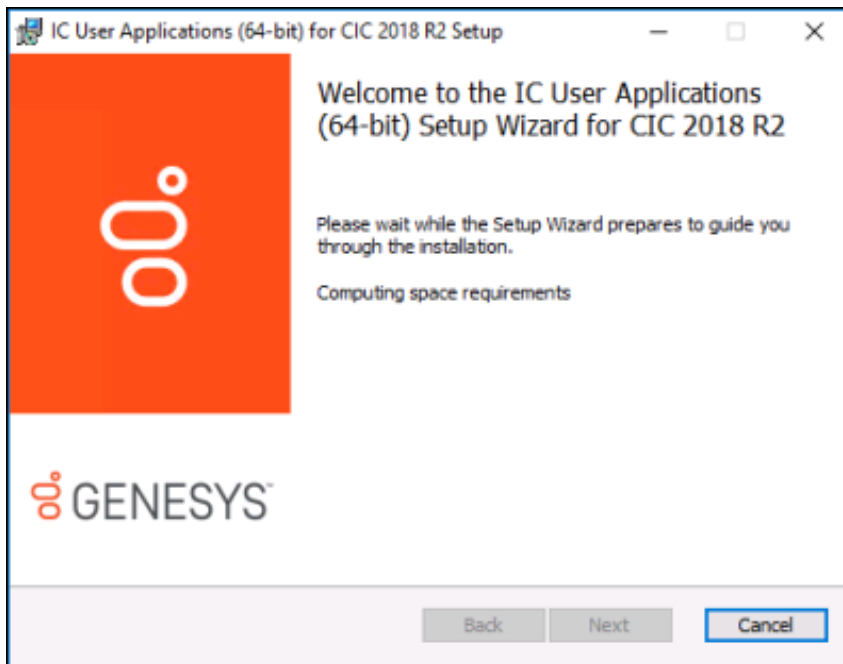 IC User Applications (64-bit) for CIC 2018 R2 Setup
Welcome to the IC User Applications
(64-bit) Setup Wizard for CIC 2018 R2
Please wait while the Setup Wizard prepares to guide you
through the installation.
Computing space requirements
GENESYS™
Back
Next
Cancel